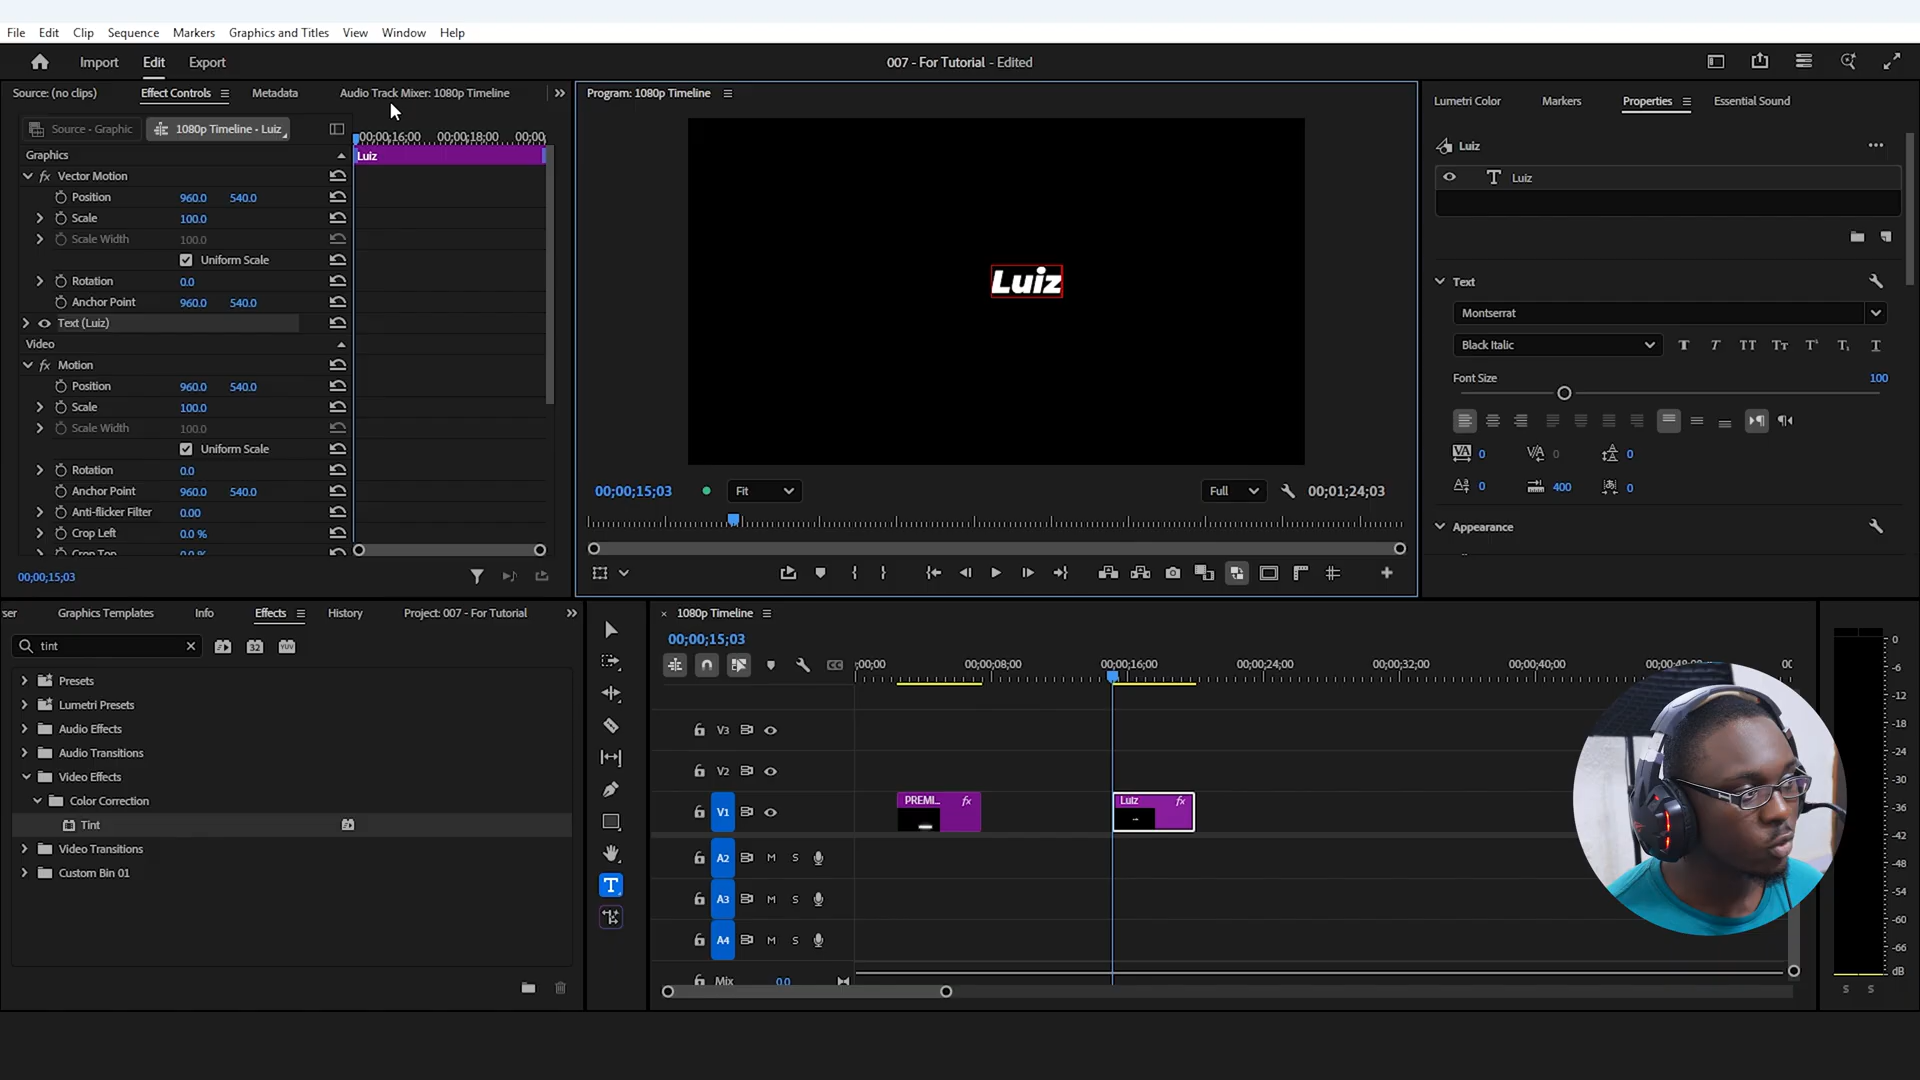 File Edit Clip Sequence Markers Graphics and Titles View Window Help
Import Edit Export
007 - For Tutorial - Edited
Source: (no clips) Effect Controls Metadata Audio Track Mixer: 1080p Timeline
Source - Graphic 1080p Timeline - Luiz
00;00;16;00 00;00;18;00 00;00
Luiz
Graphics
fx Vector Motion
Position 960.0 540.0
Scale 100.0
Scale Width 100.0
Uniform Scale
Rotation 0.0
Anchor Point 960.0 540.0
Text (Luiz)
Video
fx Motion
Position 960.0 540.0
Scale 100.0
Scale Width 100.0
Uniform Scale
Rotation 0.0
Anchor Point 960.0 540.0
Anti-flicker Filter 0.00
Crop Left 0.0 %
Crop Top 0.0 %
00;00;15;03
Program: 1080p Timeline
Luiz
00;00;15;03 Fit Full 00;01;24;03
Lumetri Color Markers Properties Essential Sound
Luiz
Luiz
Text
Montserrat
Black Italic
Font Size 100
0 0 0
0 400 0
Appearance
ser Graphics Templates Info Effects History Project: 007 - For Tutorial
tint
32 YUV
Presets
Lumetri Presets
Audio Effects
Audio Transitions
Video Effects
Color Correction
Tint
Video Transitions
Custom Bin 01
1080p Timeline
00;00;15;03
CC
;00;00 00;00;08;00 00;00;16;00 00;00;24;00 00;00;32;00 00;00;40;00
V3
V2
V1
PREMI... fx
Luiz fx
A2 M S
A3 M S
A4 M S
Mix 0.0
0
-6
-12
-18
-24
-30
-36
-42
-48
-54
-60
-66
dB
S S